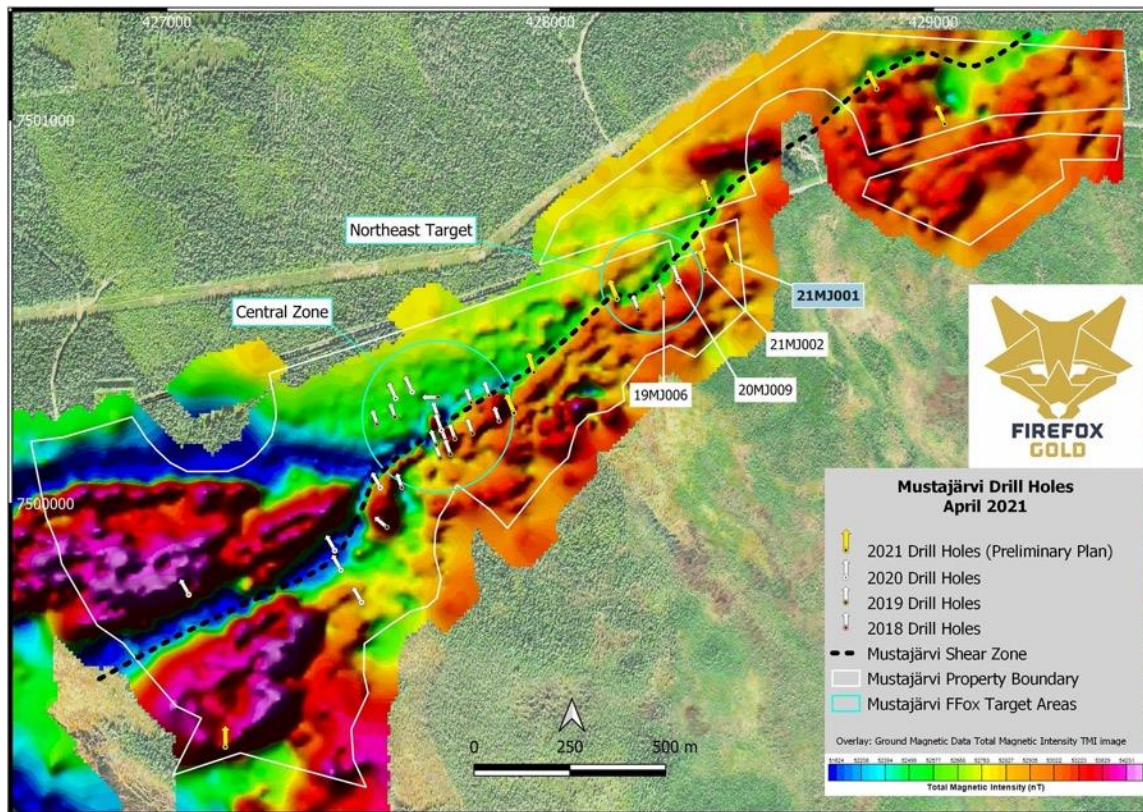 427000
428000
429000
7501000
Northeast Target
Central Zone
21MJ001
21MJ002
20MJ009
19MJ006
7500000
FIREFOX
GOLD
Mustajärvi Drill Holes
April 2021
2021 Drill Holes (Preliminary Plan)
2020 Drill Holes
2019 Drill Holes
2018 Drill Holes
Mustajärvi Shear Zone
Mustajärvi Property Boundary
Mustajärvi FFox Target Areas
Overlay: Ground Magnetic Data Total Magnetic Intensity TMI image
Total Magnetic Intensity (nT)
0 250 500 m